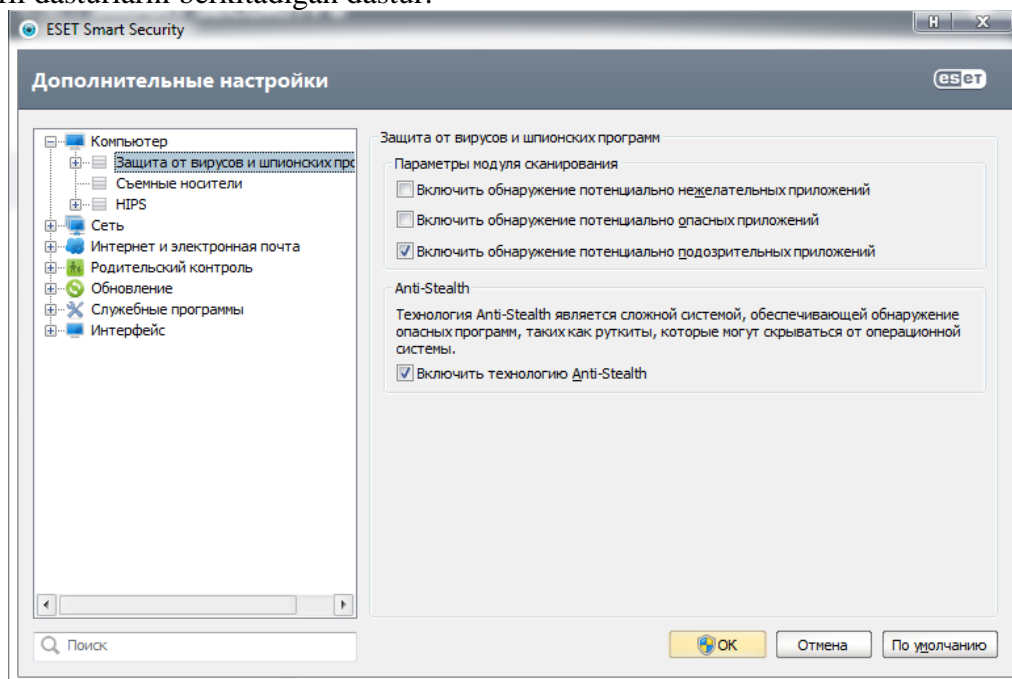 dasturlarni berkitadigan dastur.
ESET Smart Security
Дополнительные настройки
eset
Компьютер
Защита от вирусов и шпионских прс
Съемные носители
HIPS
Сеть
Интернет и электронная почта
Родительский контроль
Обновление
Служебные программы
Интерфейс
Поиск
Защита от вирусов и шпионских программ
Параметры модуля сканирования
Включить обнаружение потенциально нежелательных приложений
Включить обнаружение потенциально опасных приложений
Включить обнаружение потенциально подозрительных приложений
Anti-Stealth
Технология Anti-Stealth является сложной системой, обеспечивающей обнаружение
опасных программ, таких как руткиты, которые могут скрываться от операционной
системы.
Включить технологию Anti-Stealth
OK
Отмена
По умолчанию